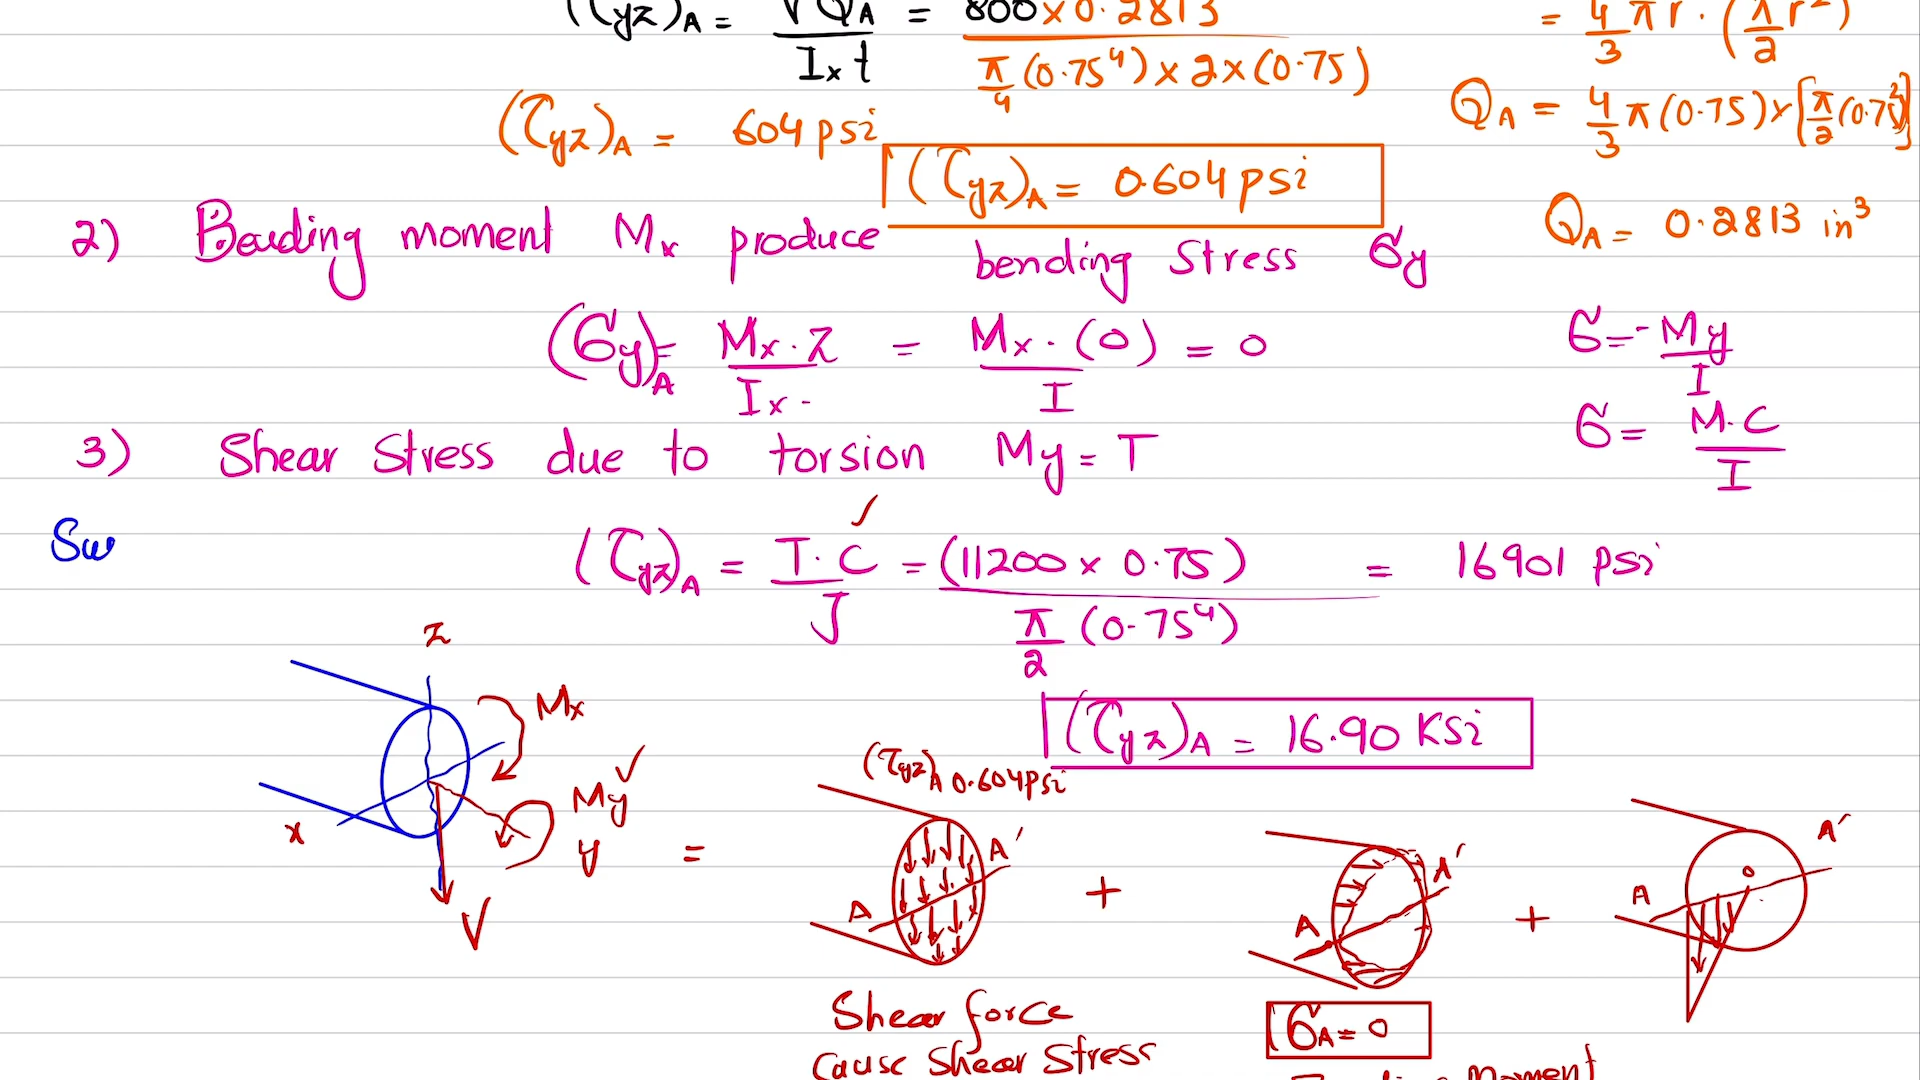 (τyz)A = VQA / Ix t = 800×0.2813 / π/4 (0.75⁴) × 2×(0.75)
= 4/3 π r · (π/2 r²)
(τyz)A = 604 psi
QA = 4/3 π (0.75) × [π/2 (0.75)²]
(τyz)A = 0.604 psi
QA = 0.2813 in³
2) Bending moment Mx produce bending Stress σy
(σy)A = Mx · z / Ix = Mx · (0) / I = 0
σ = - My / I
σ = M.C / I
3) Shear Stress due to torsion My = T
Sw
(τyz)A = T · C / J = (11200 × 0.75) / π/2 (0.75⁴) = 16901 psi
(τyz)A = 16.90 Ksi
z
Mx
My
x
y
V
=
(τyz)A 0.604 psi
A
A'
+
A
A'
+
A
A'
o
Shear force
cause Shear Stress
σA = 0
Moment